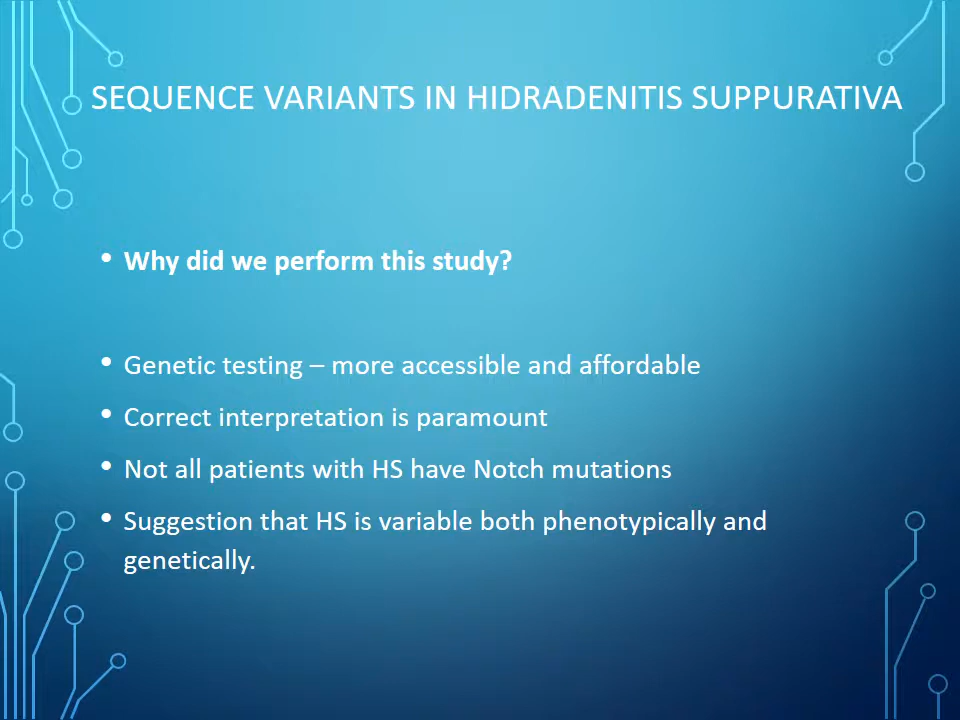 SEQUENCE VARIANTS IN HIDRADENITIS SUPPURATIVA
• Why did we perform this study?
• Genetic testing – more accessible and affordable
• Correct interpretation is paramount
• Not all patients with HS have Notch mutations
• Suggestion that HS is variable both phenotypically and
genetically.